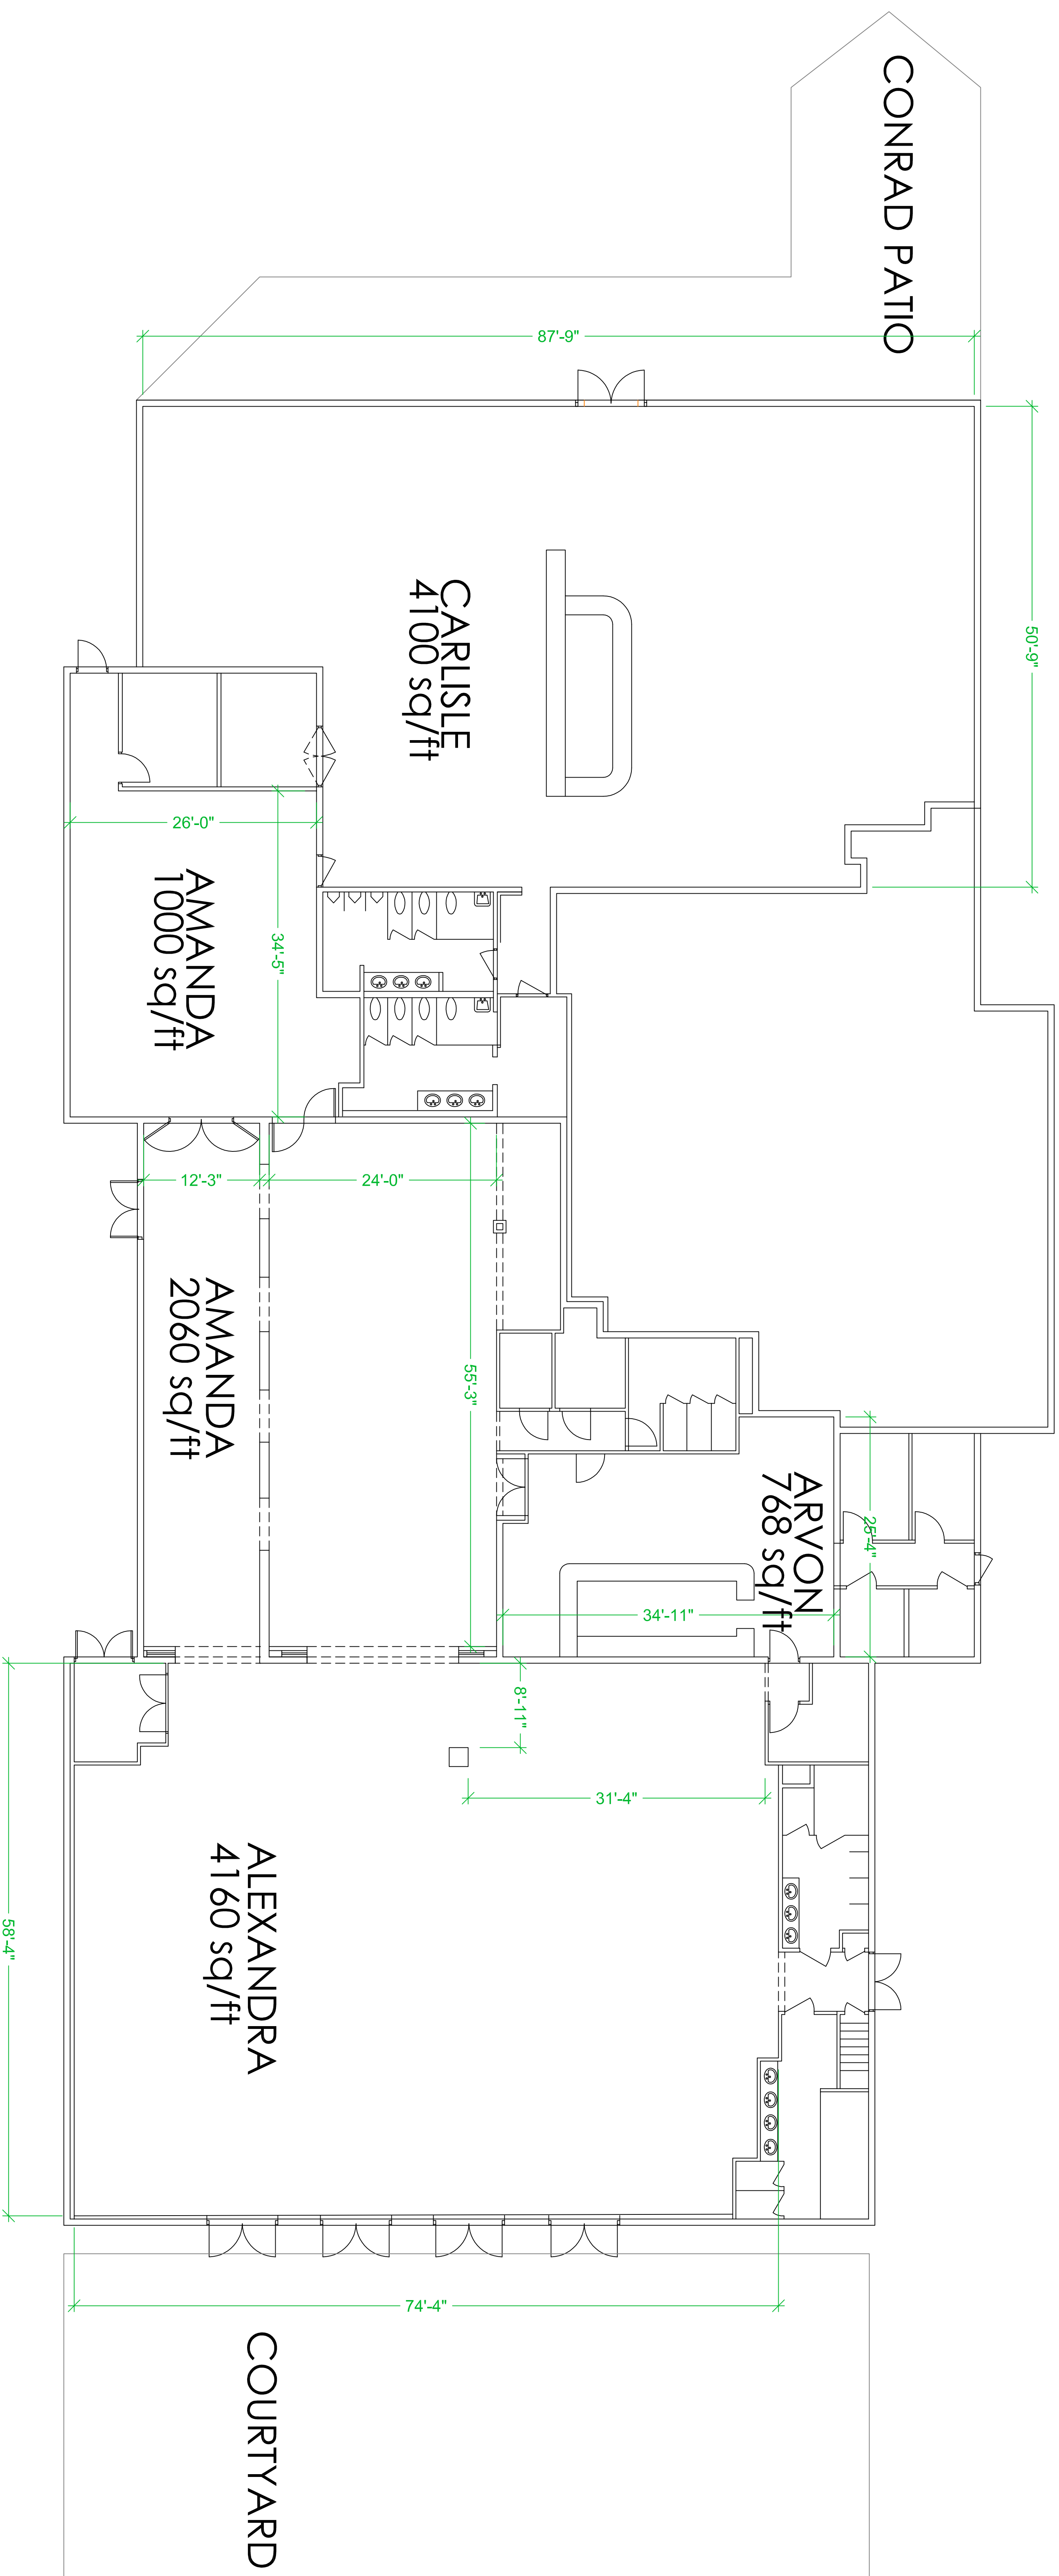 CONRAD PATIO
87'-9"
50'-9"
CARLISLE
4100 sq/ft
26'-0"
34'-5"
AMANDA
1000 sq/ft
12'-3"
24'-0"
55'-3"
AMANDA
2060 sq/ft
ARVON
768 sq/ft
25'-4"
34'-11"
8'-11"
31'-4"
ALEXANDRA
4160 sq/ft
58'-4"
74'-4"
COURTYARD